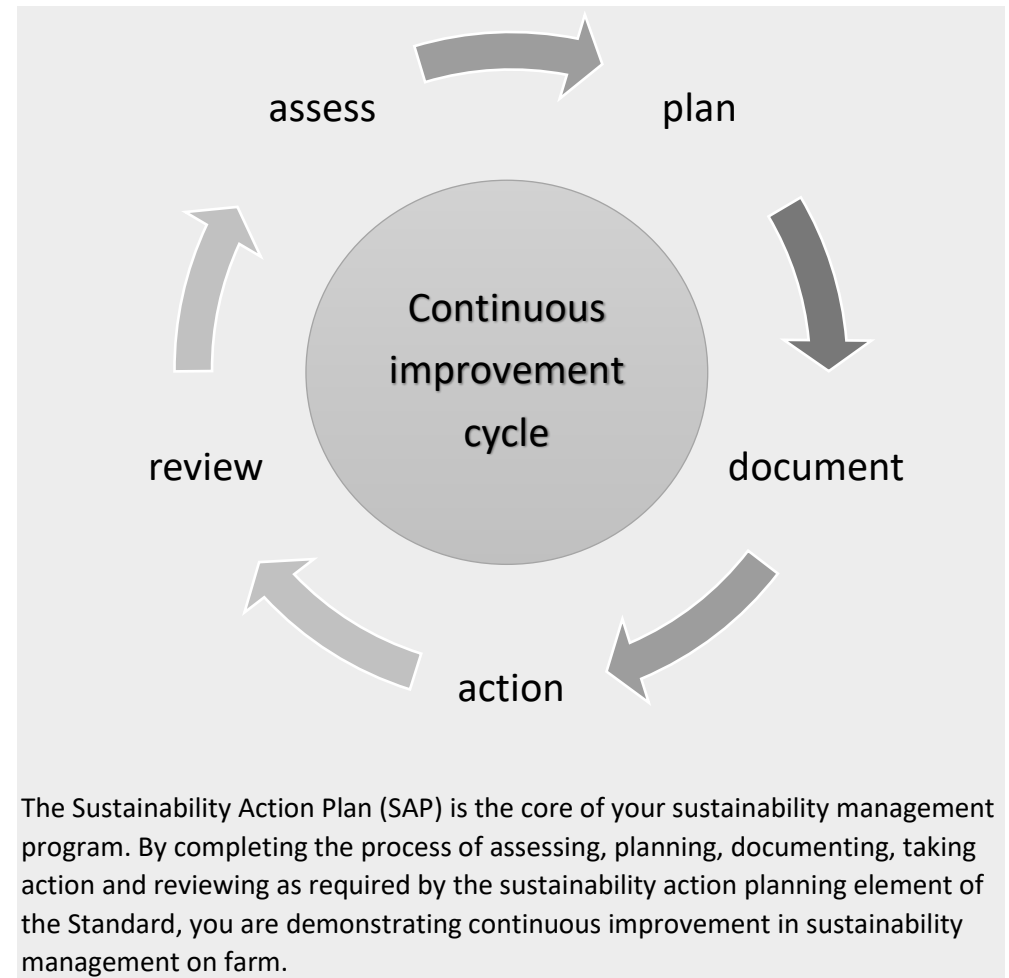 assess
plan
Continuous
improvement
cycle
review
document
action
The Sustainability Action Plan (SAP) is the core of your sustainability management
program. By completing the process of assessing, planning, documenting, taking
action and reviewing as required by the sustainability action planning element of
the Standard, you are demonstrating continuous improvement in sustainability
management on farm.